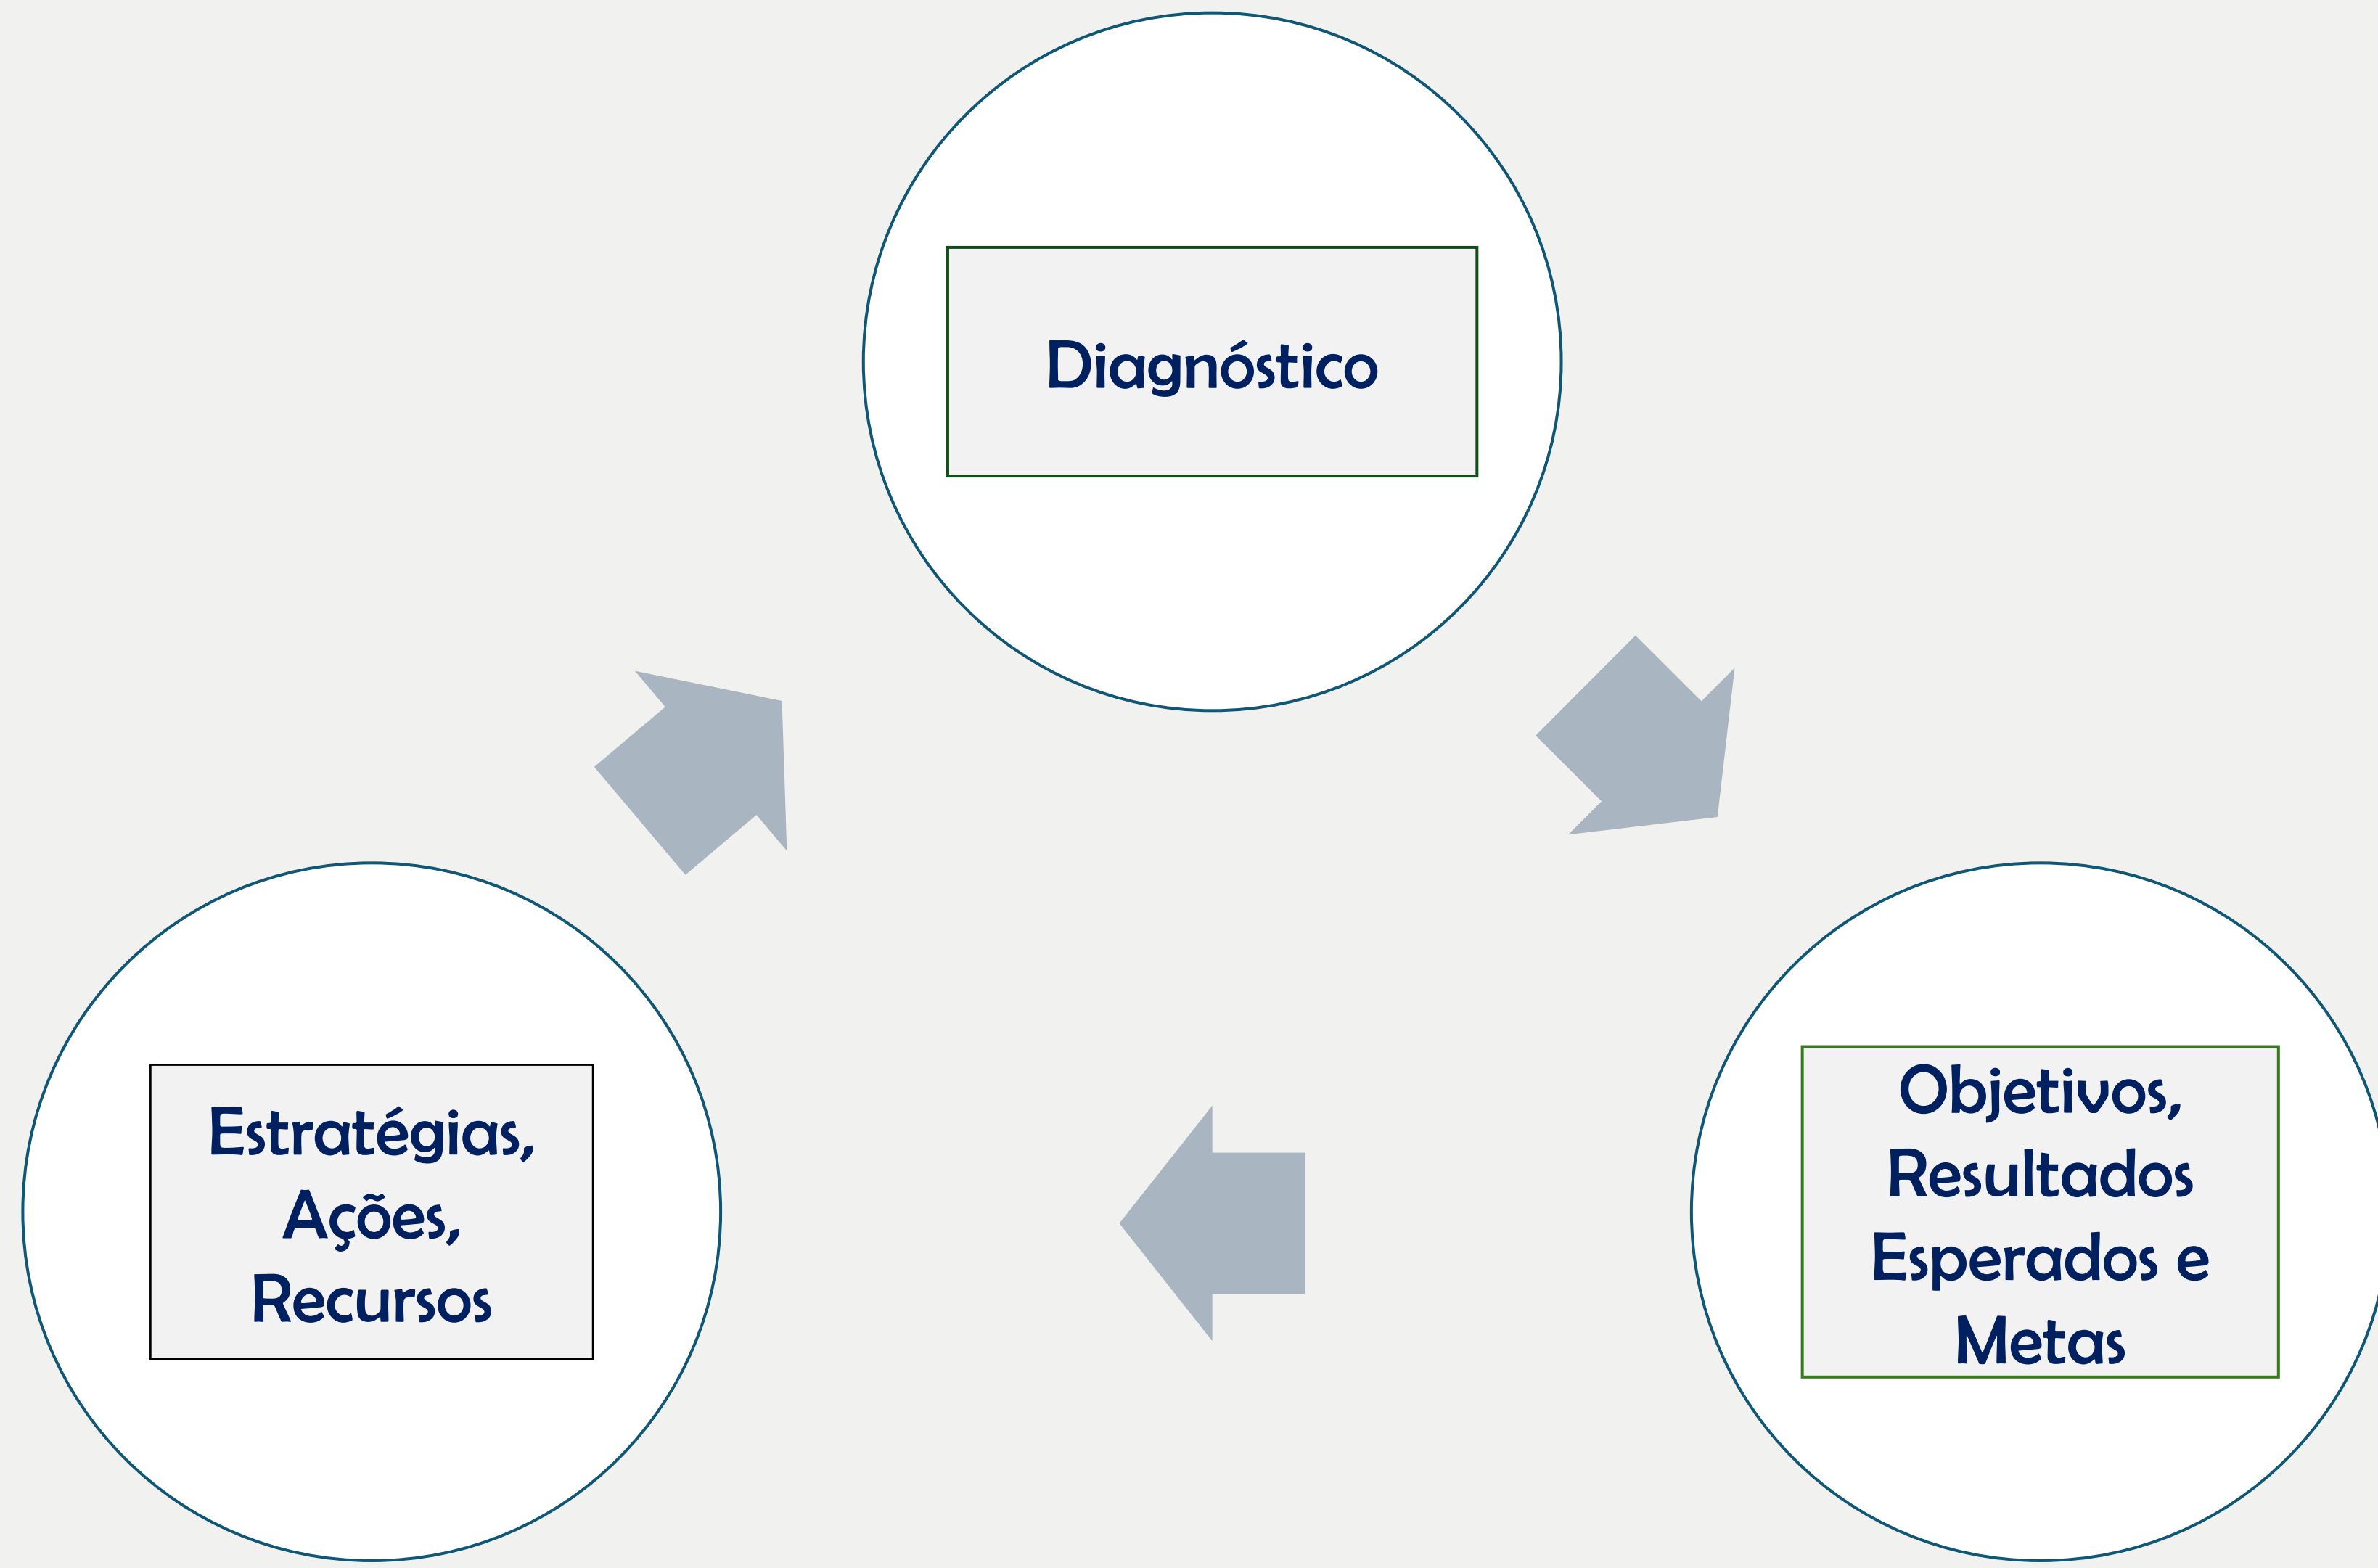 Diagnóstico
Objetivos,
Resultados
Esperados e
Metas
Estratégias,
Ações,
Recursos